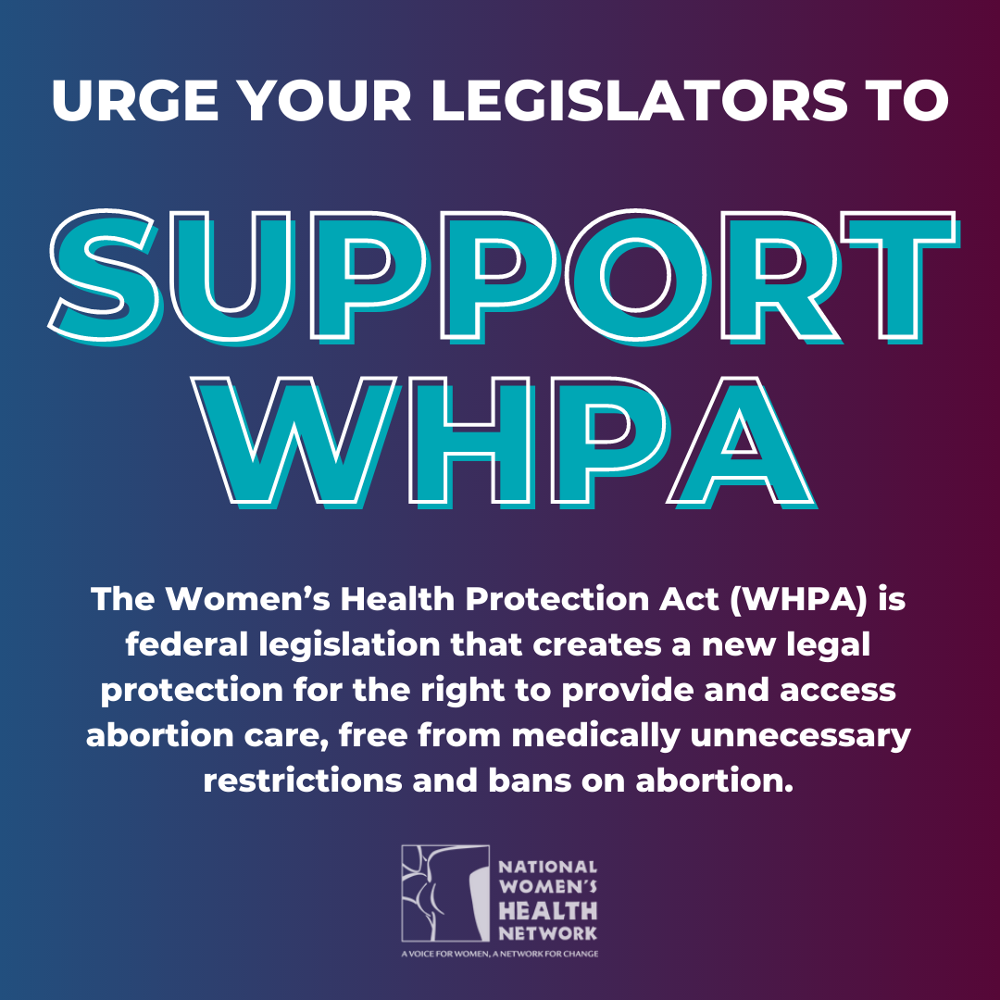 URGE YOUR LEGISLATORS TO
SUPPORT
WHPA
The Women’s Health Protection Act (WHPA) is
federal legislation that creates a new legal
protection for the right to provide and access
abortion care, free from medically unnecessary
restrictions and bans on abortion.
NATIONAL
WOMEN'S
HEALTH
NETWORK
A VOICE FOR WOMEN, A NETWORK FOR CHANGE